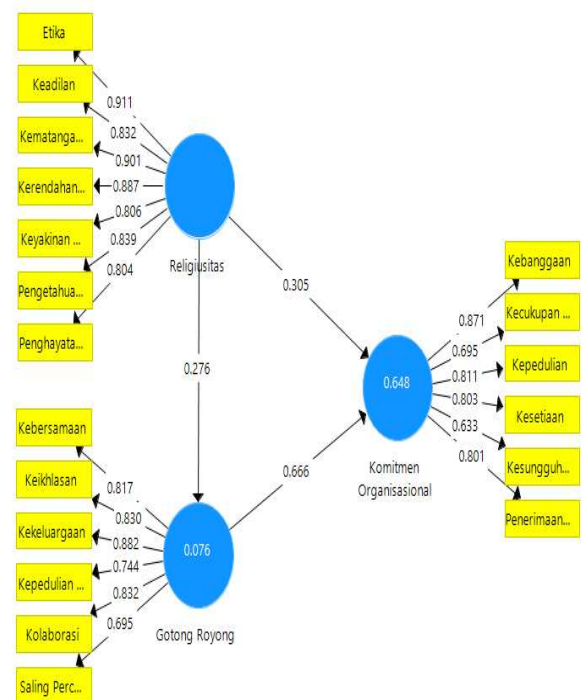 Etika
Keadilan
Kematanga...
Kerendahan...
Keyakinan ...
Pengetahua...
Penghayata...
0.911
0.832
0.901
0.887
0.806
0.839
0.804
Religiusitas
0.305
0.276
Kebersamaan
Keikhlasan
Kekeluargaan
Kepedulian ...
Kolaborasi
Saling Perc...
0.817
0.830
0.882
0.744
0.832
0.695
0.076
Gotong Royong
0.666
0.648
Komitmen
Organisasional
0.871
0.695
0.811
0.803
0.633
0.801
Kebanggaan
Kecukupan ...
Kepedulian
Kesetiaan
Kesungguh...
Penerimaan...